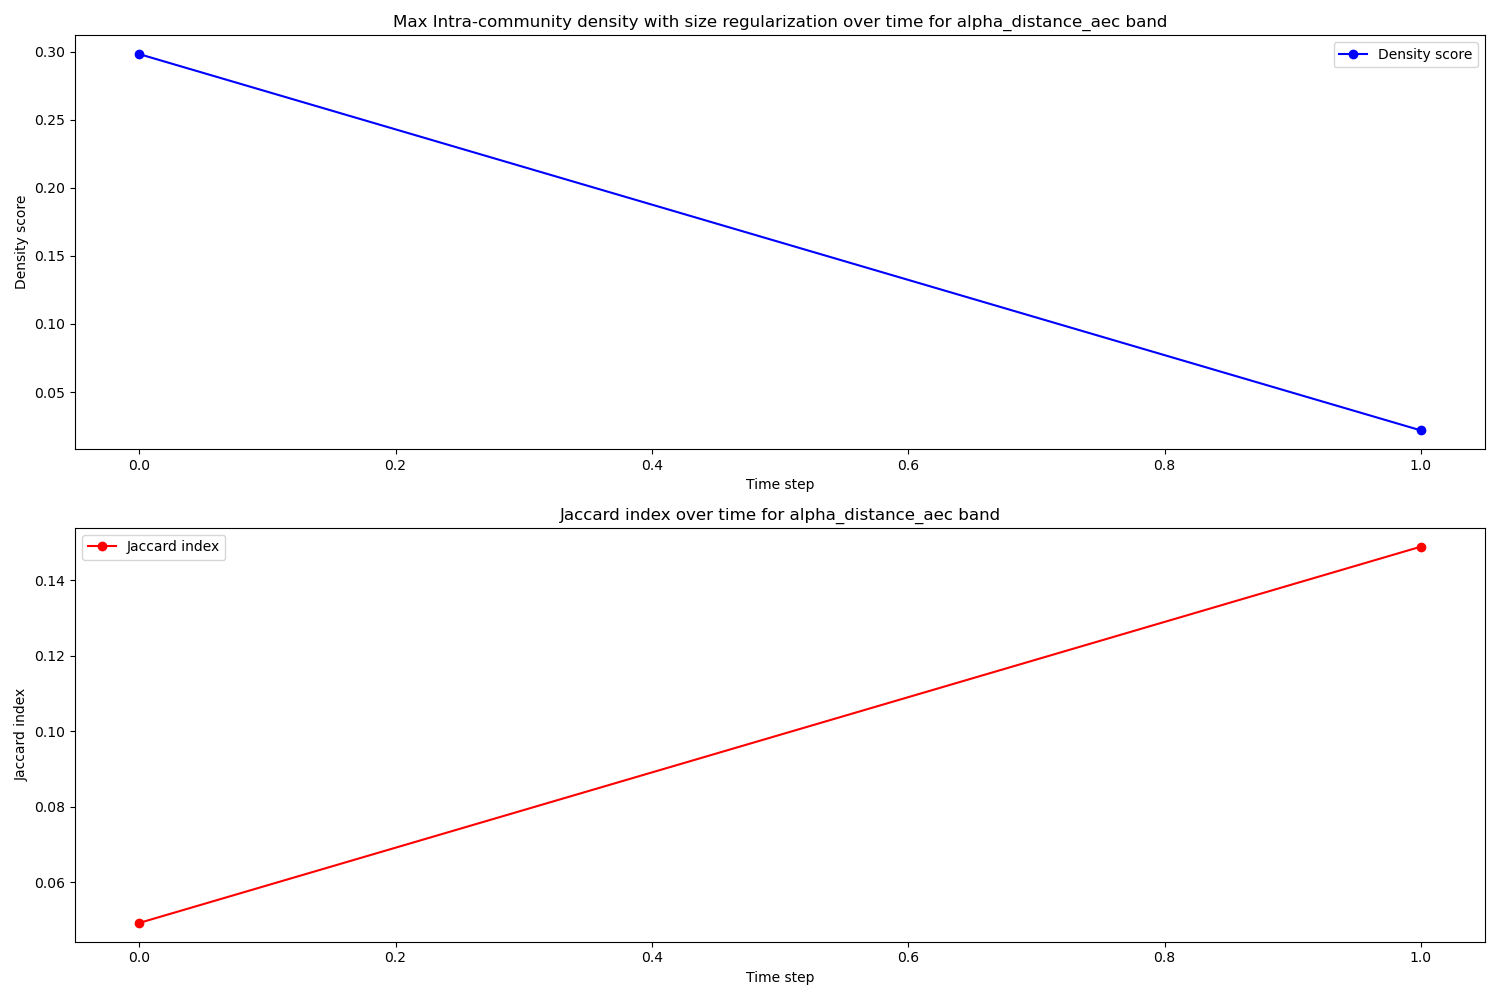 Max Intra-community density with size regularization over time for alpha_distance_aec band
Density score
0.30
0.25
0.20
0.15
0.10
0.05
Density score
0.0 0.2 0.4 0.6 0.8 1.0
Time step
Jaccard index over time for alpha_distance_aec band
Jaccard index
0.14
0.12
0.10
0.08
0.06
Jaccard index
0.0 0.2 0.4 0.6 0.8 1.0
Time step